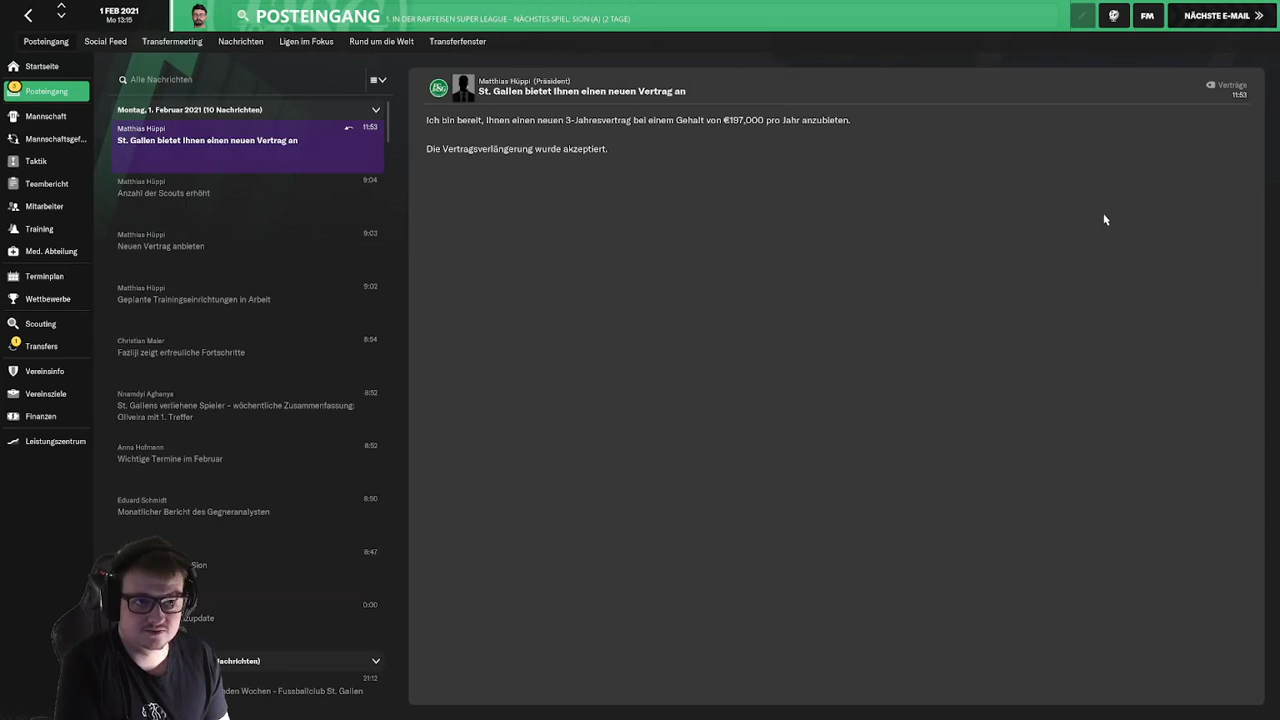 1 FEB 2021
Mo 13:15
POSTEINGANG
1. IN DER RAIFFEISEN SUPER LEAGUE - NÄCHSTES SPIEL: SION (A) (2 TAGE)
FM
NÄCHSTE E-MAIL
Posteingang
Social Feed
Transfermeeting
Nachrichten
Ligen im Fokus
Rund um die Welt
Transferfenster
Startseite
3
Posteingang
Mannschaft
Mannschaftsgef...
Taktik
Teambericht
Mitarbeiter
Training
Med. Abteilung
Terminplan
Wettbewerbe
Scouting
1
Transfers
Vereinsinfo
Vereinsziele
Finanzen
Leistungszentrum
Alle Nachrichten
Montag, 1. Februar 2021 (10 Nachrichten)
Matthias Hüppi
11:53
St. Gallen bietet Ihnen einen neuen Vertrag an
Matthias Hüppi
9:04
Anzahl der Scouts erhöht
Matthias Hüppi
9:03
Neuen Vertrag anbieten
Matthias Hüppi
9:02
Geplante Trainingseinrichtungen in Arbeit
Christian Maier
8:54
Fazliji zeigt erfreuliche Fortschritte
Nnamdyi Aghanya
8:52
St. Gallens verliehene Spieler – wöchentliche Zusammenfassung:
Oliveira mit 1. Treffer
Anna Hofmann
8:52
Wichtige Termine im Februar
Eduard Schmidt
8:50
Monatlicher Bericht des Gegneranalysten
8:47
Sion
0:00
nzupdate
Nachrichten)
21:12
nden Wochen - Fussballclub St. Gallen
Matthias Hüppi (Präsident)
St. Gallen bietet Ihnen einen neuen Vertrag an
Verträge
11:53
Ich bin bereit, Ihnen einen neuen 3-Jahresvertrag bei einem Gehalt von €197,000 pro Jahr anzubieten.
Die Vertragsverlängerung wurde akzeptiert.